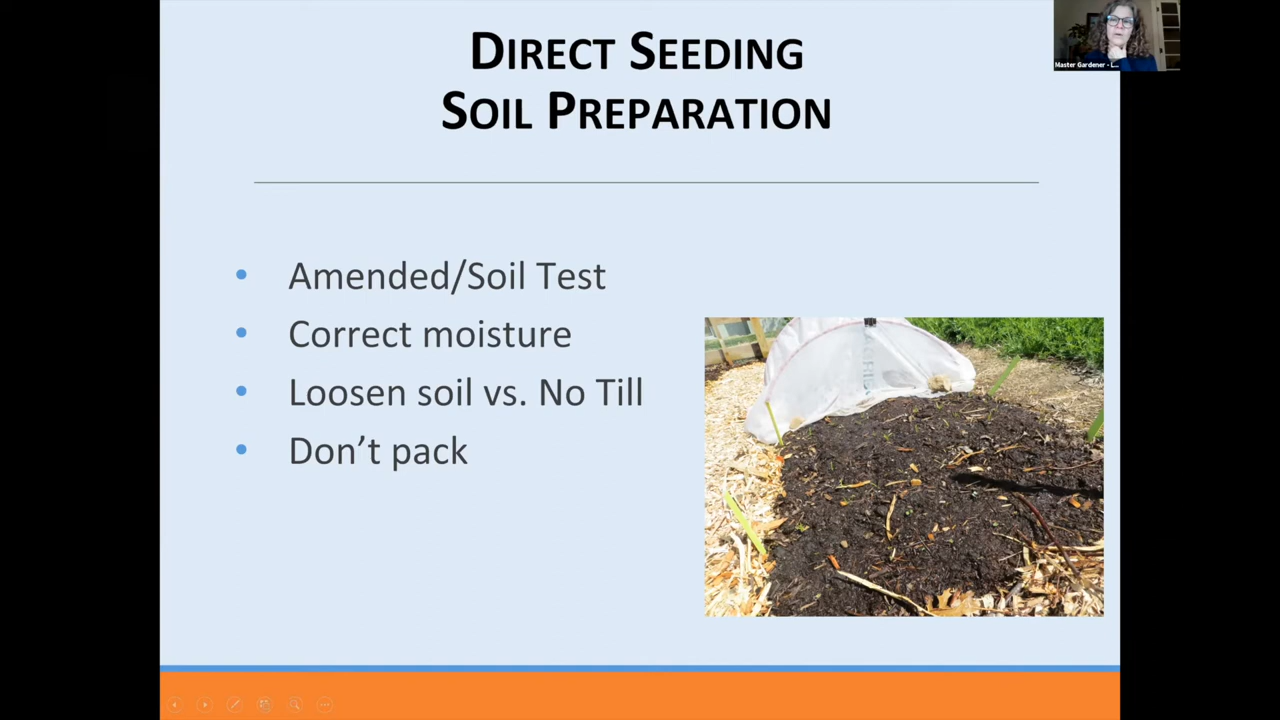 DIRECT SEEDING
SOIL PREPARATION
Master Gardener - L...
• Amended/Soil Test
• Correct moisture
• Loosen soil vs. No Till
• Don’t pack